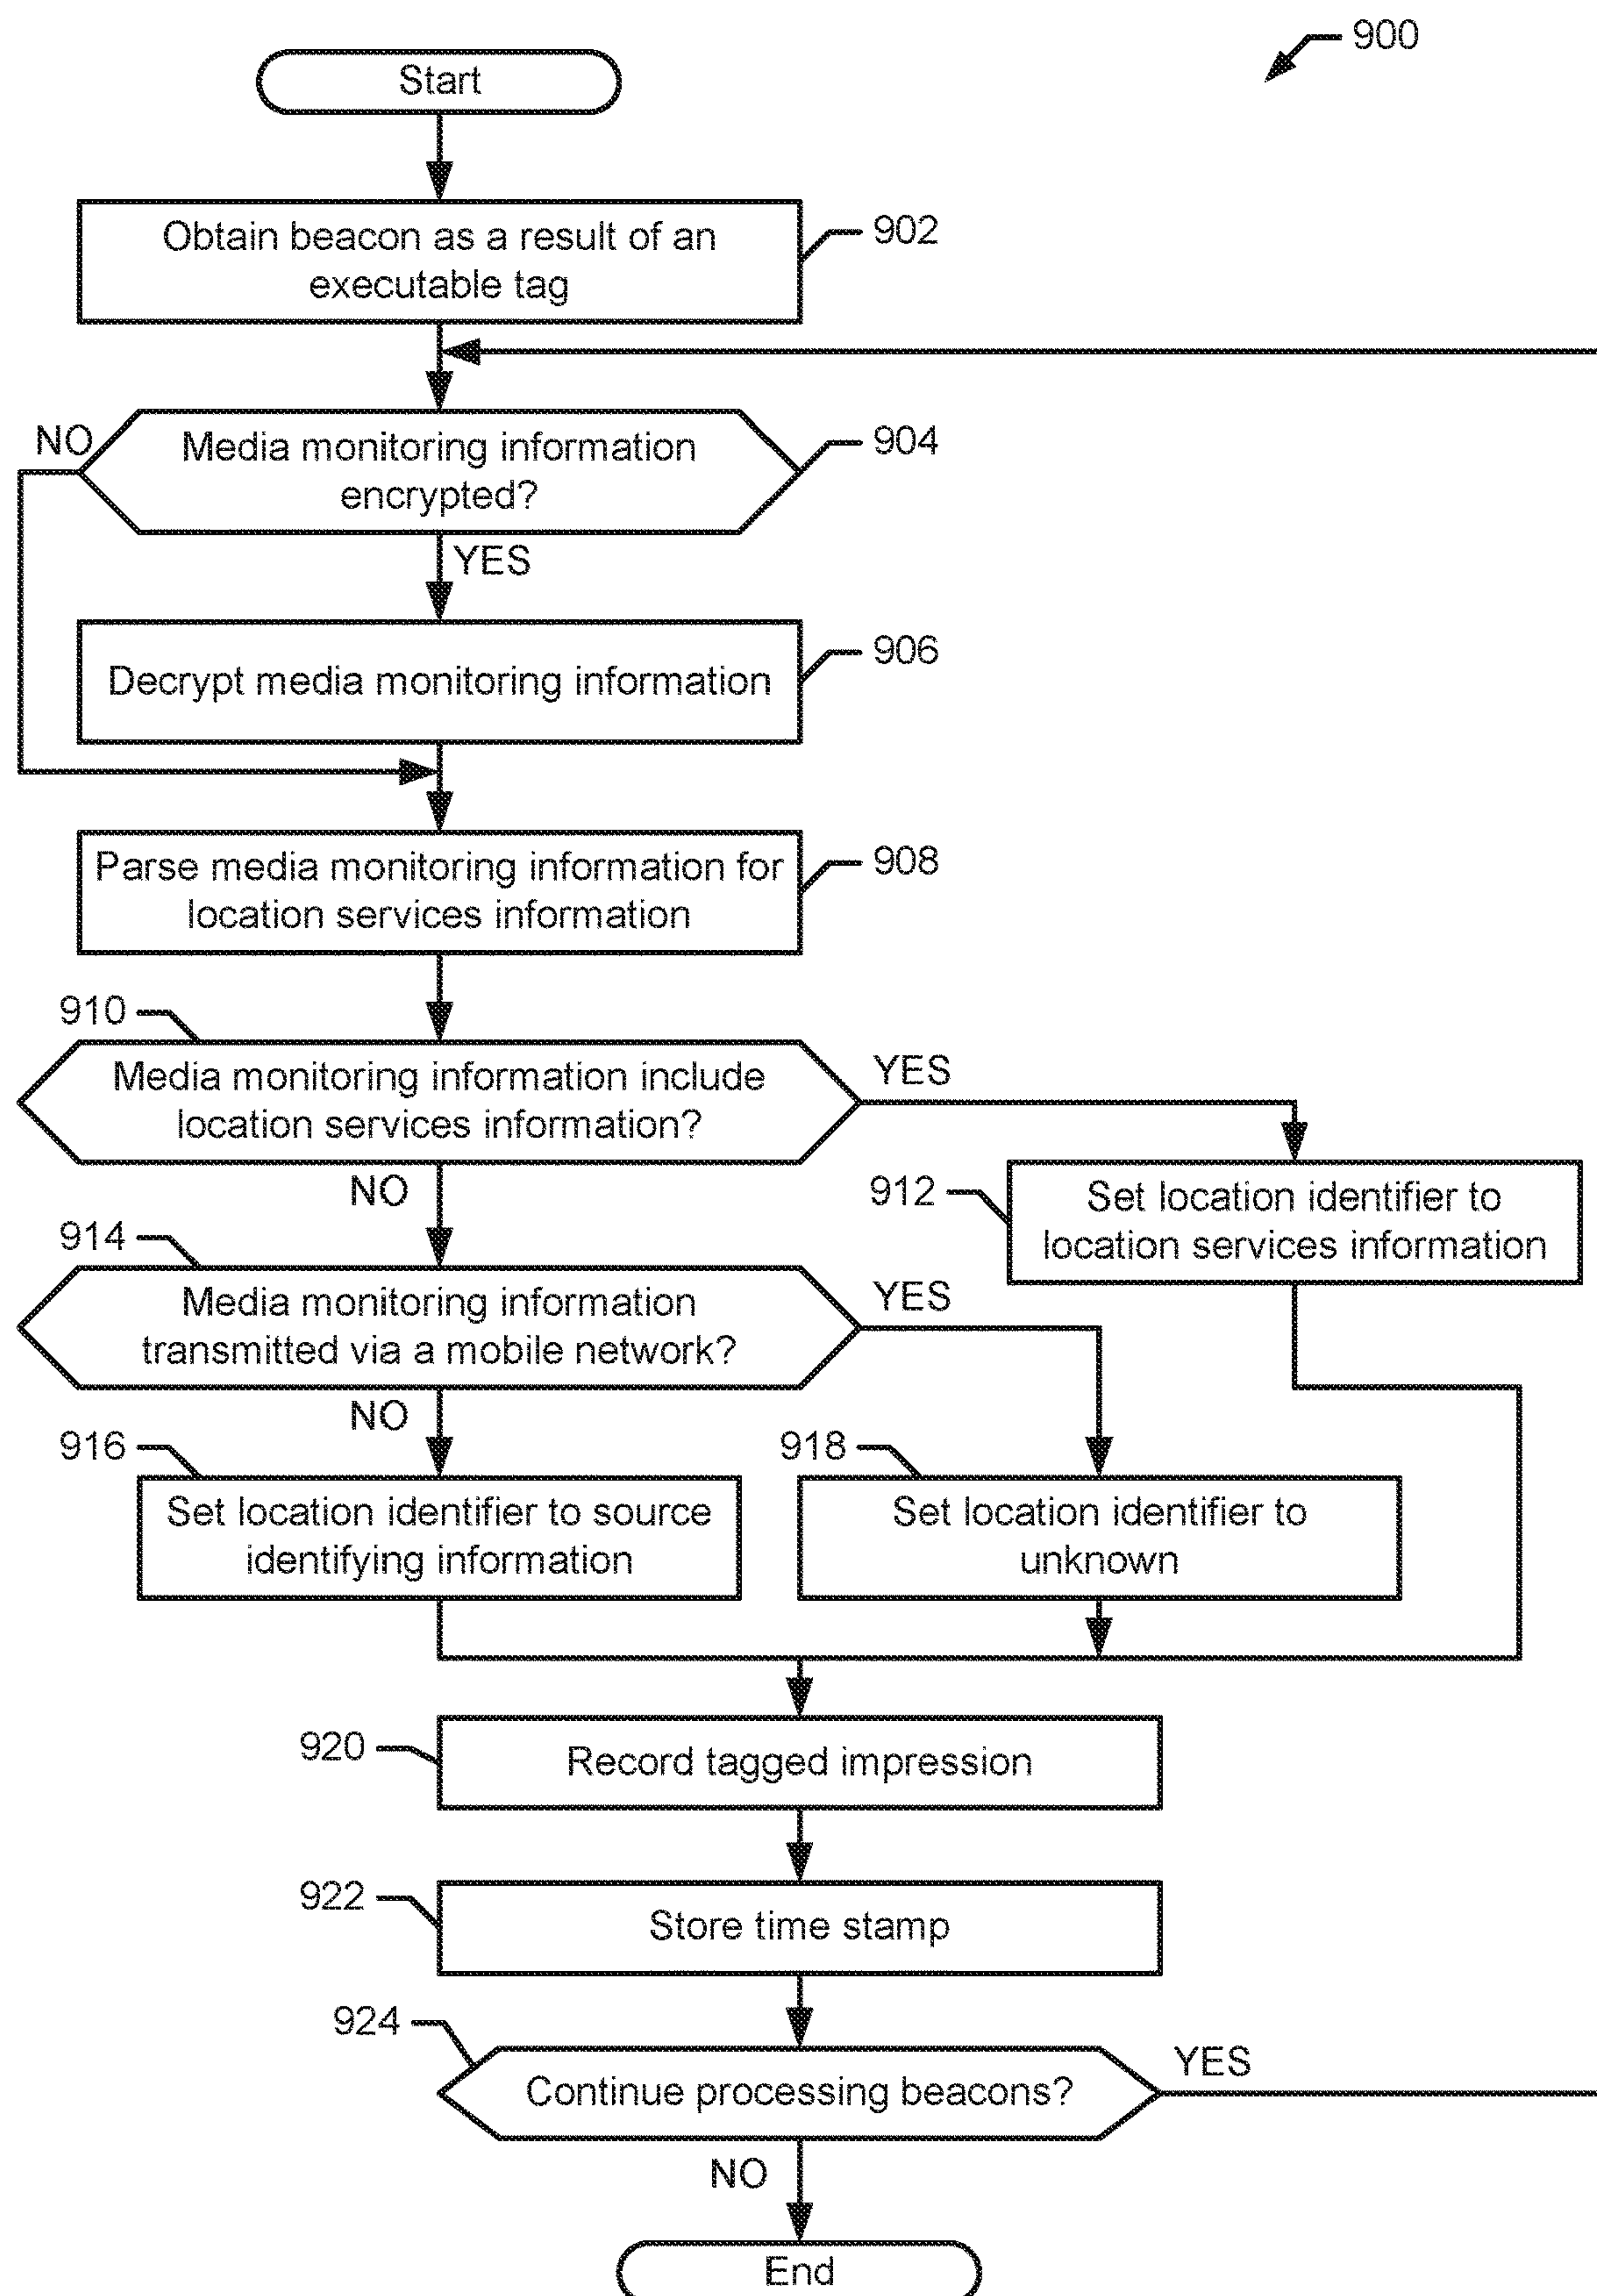 900
Start
Obtain beacon as a result of an
executable tag
902
NO
Media monitoring information
encrypted?
904
YES
Decrypt media monitoring information
906
Parse media monitoring information for
location services information
908
910
Media monitoring information include
location services information?
YES
NO
912
Set location identifier to
location services information
914
Media monitoring information
transmitted via a mobile network?
YES
NO
916
Set location identifier to source
identifying information
918
Set location identifier to
unknown
920
Record tagged impression
922
Store time stamp
924
Continue processing beacons?
YES
NO
End